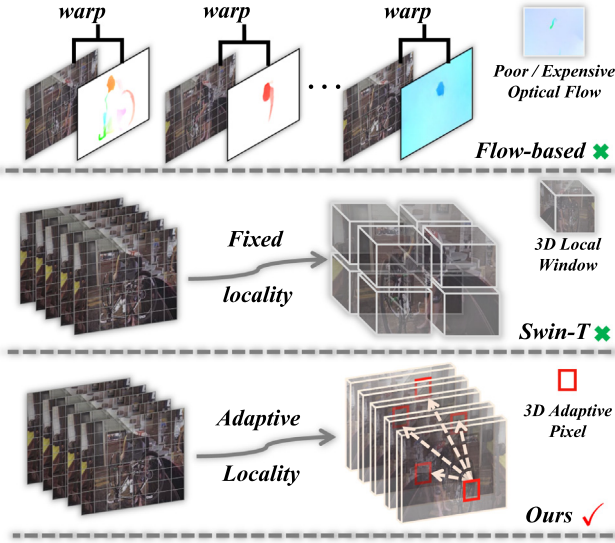 warp
warp
warp
...
Poor / Expensive
Optical Flow
Flow-based ✖
Fixed
locality
3D Local
Window
Swin-T ✖
Adaptive
Locality
3D Adaptive
Pixel
Ours ✓